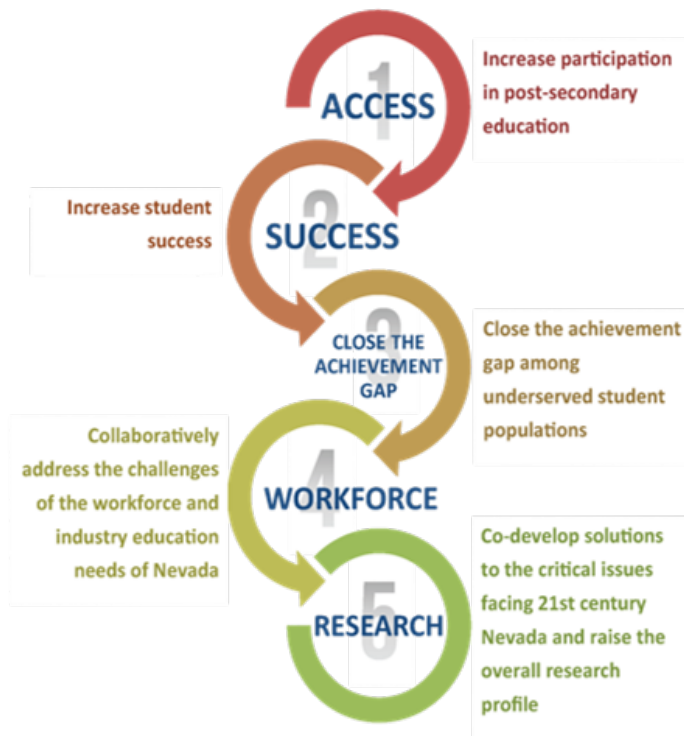 1
ACCESS
Increase participation
in post-secondary
education
2
SUCCESS
Increase student
success
3
CLOSE THE
ACHIEVEMENT
GAP
Close the achievement
gap among
underserved student
populations
4
WORKFORCE
Collaboratively
address the challenges
of the workforce and
industry education
needs of Nevada
5
RESEARCH
Co-develop solutions
to the critical issues
facing 21st century
Nevada and raise the
overall research
profile